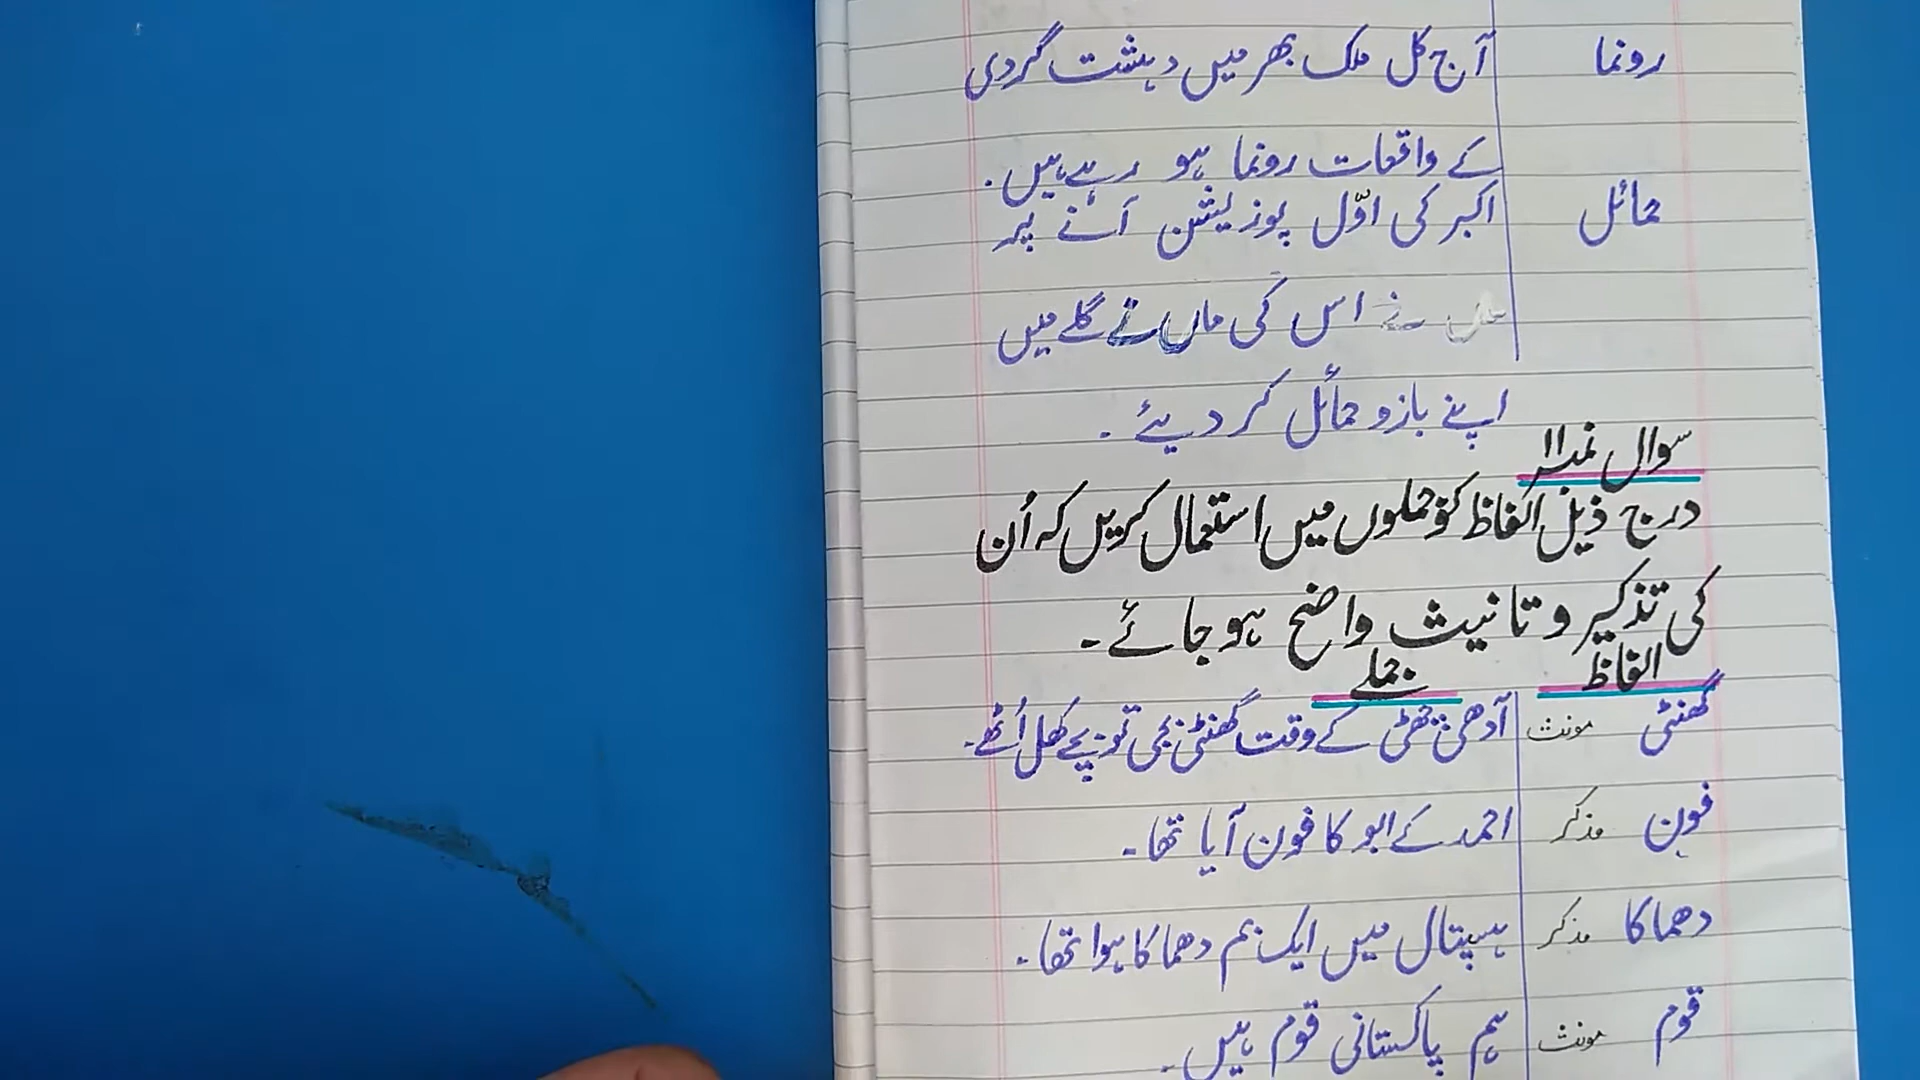 رونما آج کل ملک بھر میں دہشت گردی
کے واقعات رونما ہو رہے ہیں۔
حمائل اکبر کی اوّل پوزیشن آنے پر
اس کی ماں نے گلے میں
اپنے بازو حمائل کر دیئے۔
سوال نمبر ۱۱
درج ذیل الفاظ کو جملوں میں استعمال کریں کہ اُن
کی تذکیر و تانیث واضح ہو جائے۔
الفاظ جملے
گھنٹی مونث آدھی چھٹی کے وقت گھنٹی بجی تو بچے کھل اُٹھے۔
فون مذکر احمد کے ابو کا فون آیا تھا۔
دھماکا مذکر ہسپتال میں ایک بم دھماکا ہوا تھا۔
قوم مونث ہم پاکستانی قوم ہیں۔